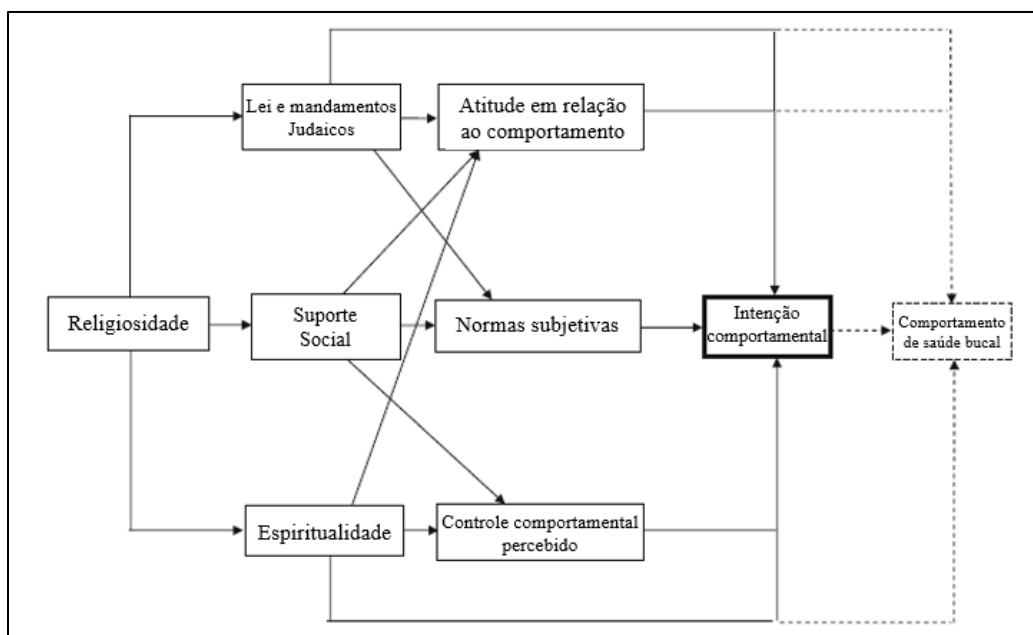 Lei e mandamentos
Judaicos
Atitude em relação
ao comportamento
Religiosidade
Suporte
Social
Normas subjetivas
Intenção
comportamental
Comportamento
de saúde bucal
Espiritualidade
Controle comportamental
percebido